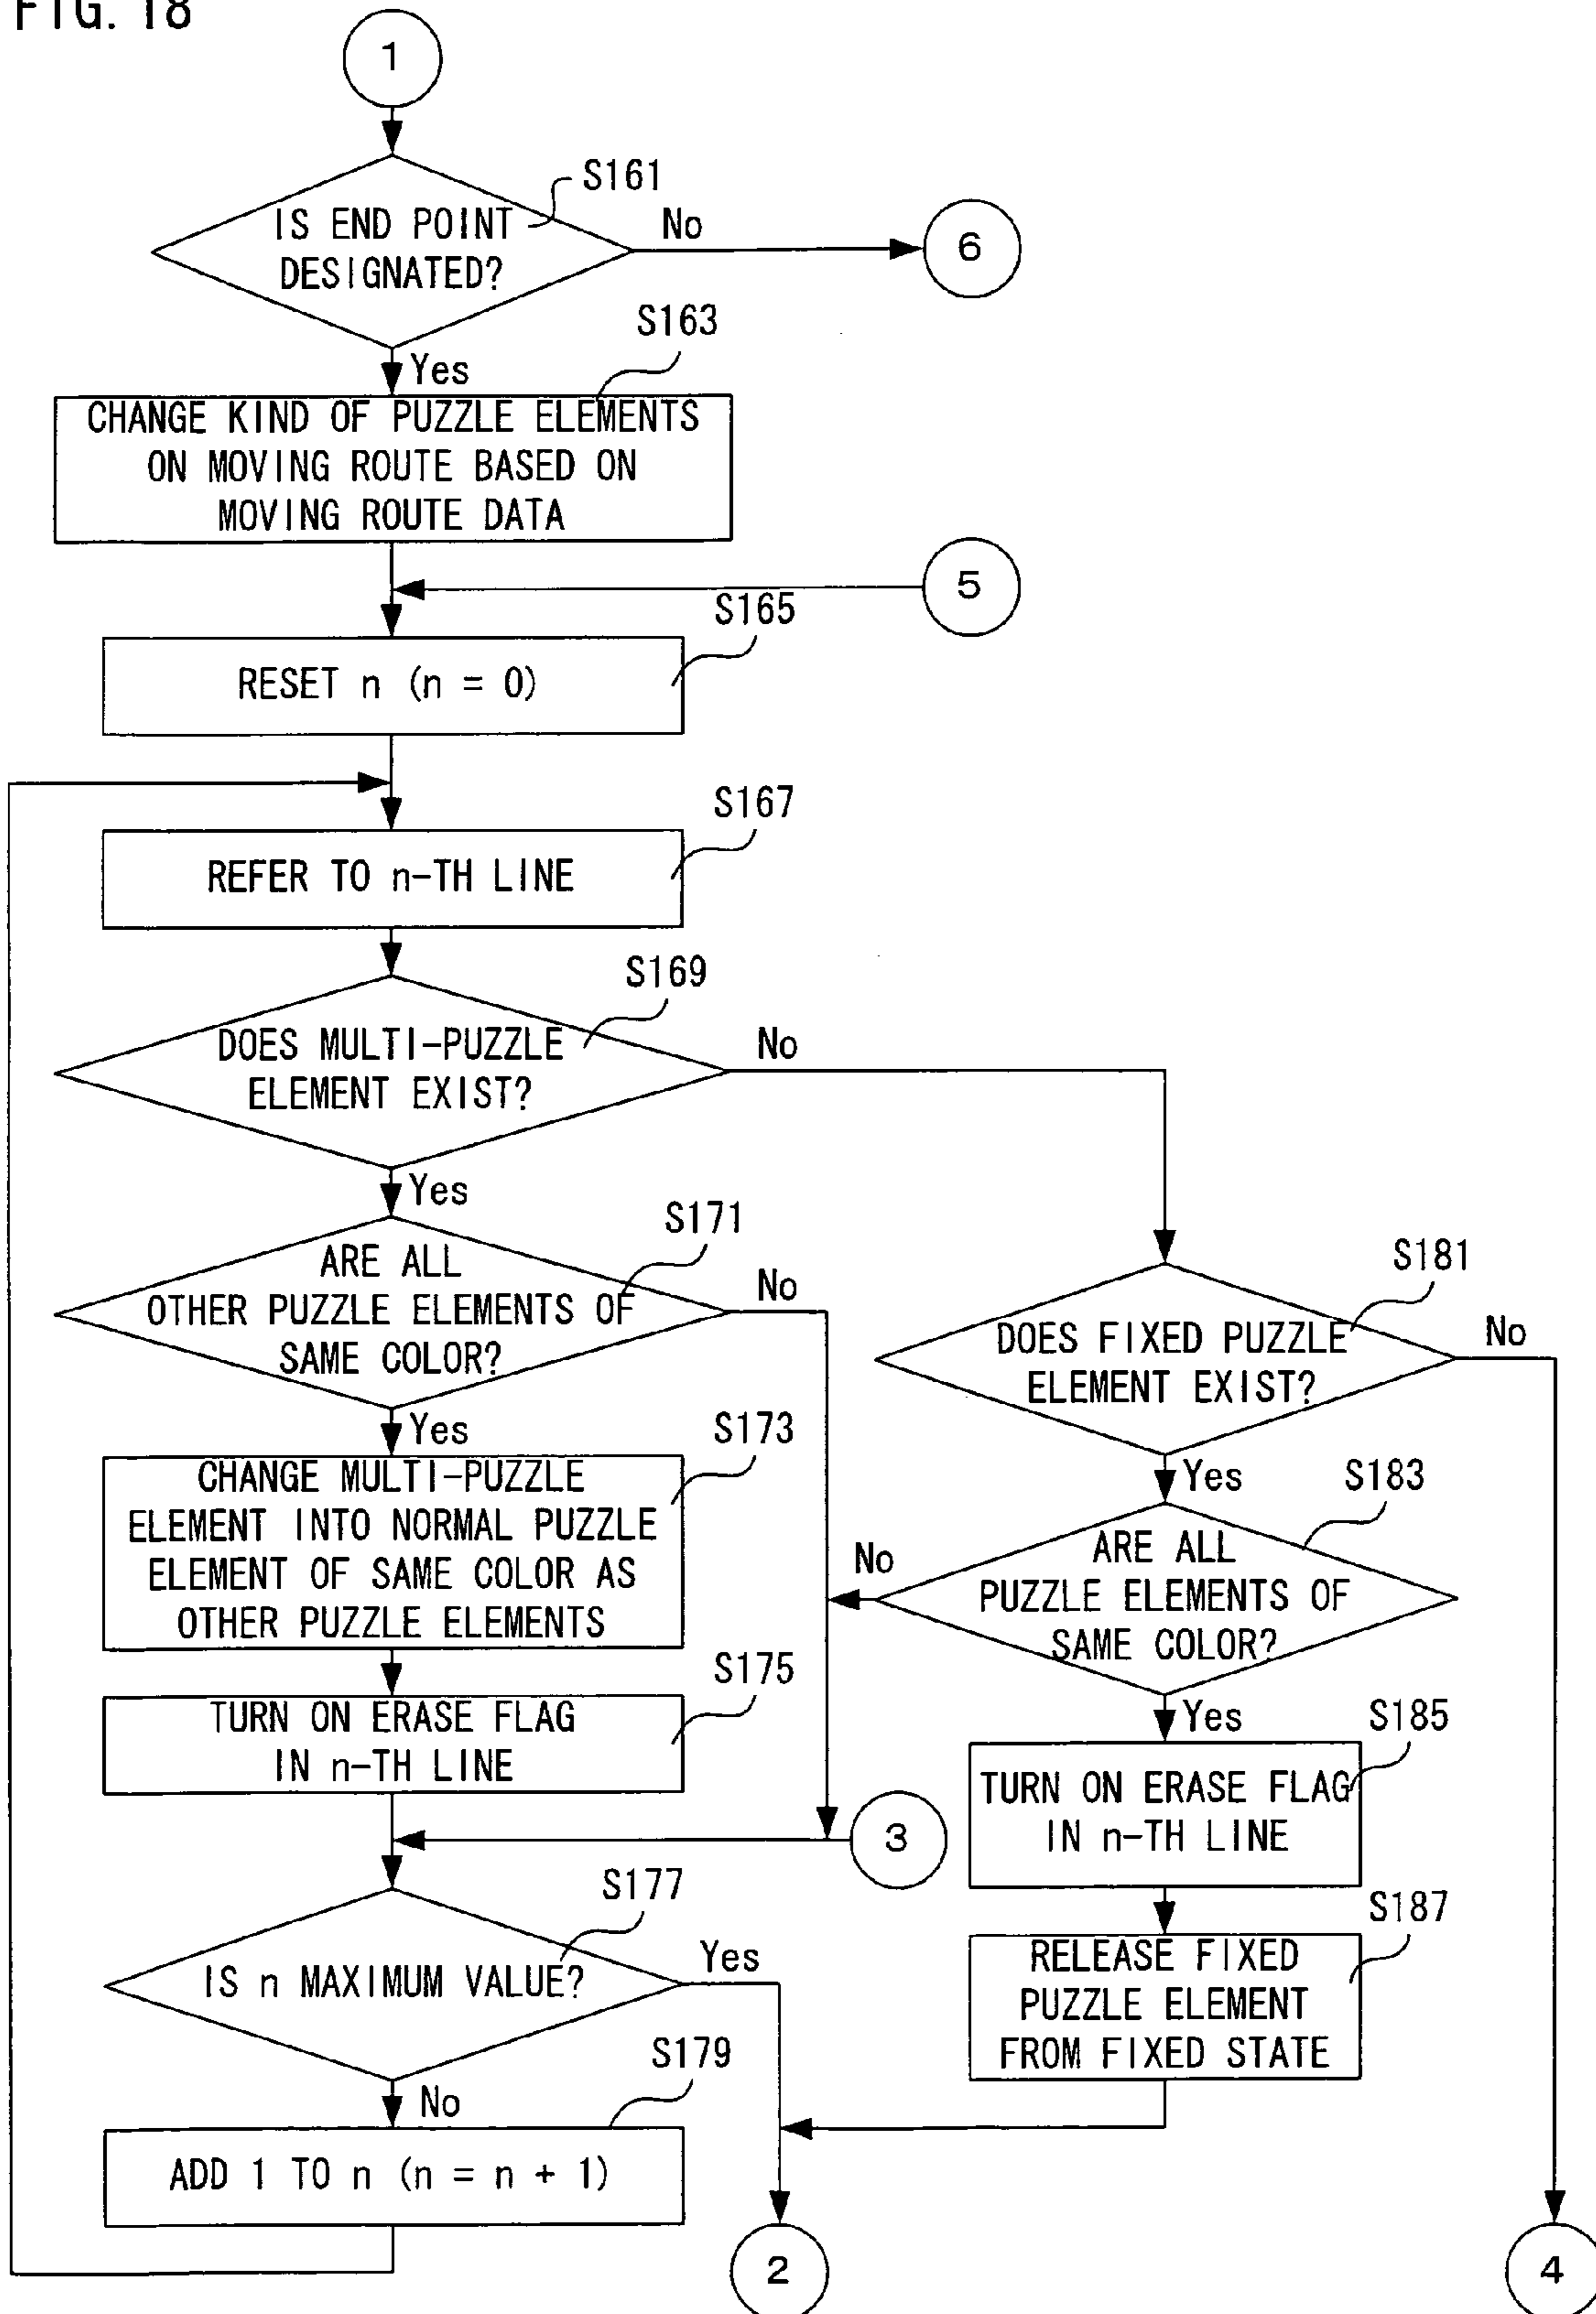 FIG. 18
1
S161
IS END POINT
DESIGNATED?
No
6
Yes
S163
CHANGE KIND OF PUZZLE ELEMENTS
ON MOVING ROUTE BASED ON
MOVING ROUTE DATA
5
S165
RESET n (n = 0)
S167
REFER TO n-TH LINE
S169
DOES MULTI-PUZZLE
ELEMENT EXIST?
No
Yes
S171
ARE ALL
OTHER PUZZLE ELEMENTS OF
SAME COLOR?
No
Yes
S173
CHANGE MULTI-PUZZLE
ELEMENT INTO NORMAL PUZZLE
ELEMENT OF SAME COLOR AS
OTHER PUZZLE ELEMENTS
S175
TURN ON ERASE FLAG
IN n-TH LINE
3
S177
IS n MAXIMUM VALUE?
Yes
No
S179
ADD 1 TO n (n = n + 1)
2
S181
DOES FIXED PUZZLE
ELEMENT EXIST?
No
Yes
S183
ARE ALL
PUZZLE ELEMENTS OF
SAME COLOR?
No
Yes
S185
TURN ON ERASE FLAG
IN n-TH LINE
S187
RELEASE FIXED
PUZZLE ELEMENT
FROM FIXED STATE
4